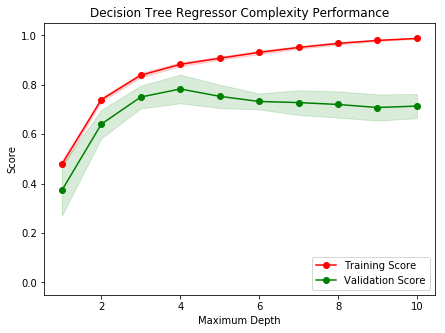 Decision Tree Regressor Complexity Performance
1.0
0.8
0.6
0.4
0.2
0.0
Score
2 4 6 8 10
Maximum Depth
Training Score
Validation Score